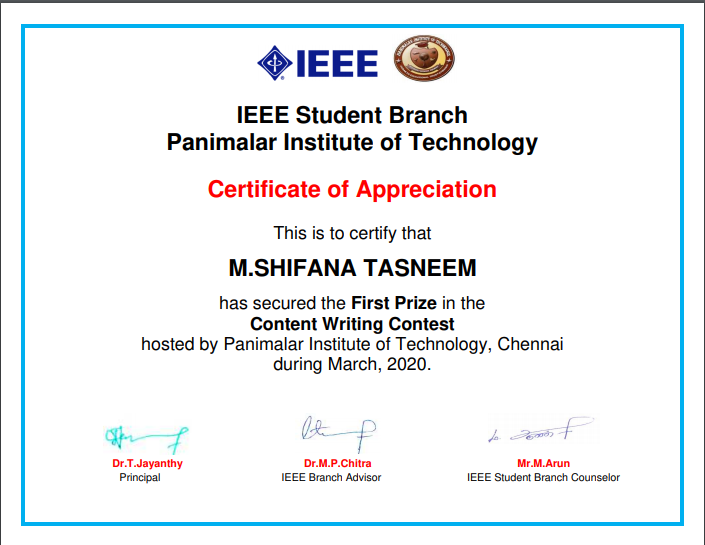 IEEE
IEEE Student Branch
Panimalar Institute of Technology
Certificate of Appreciation
This is to certify that
M.SHIFANA TASNEEM
has secured the First Prize in the
Content Writing Contest
hosted by Panimalar Institute of Technology, Chennai
during March, 2020.
Dr.T.Jayanthy
Principal
Dr.M.P.Chitra
IEEE Branch Advisor
Mr.M.Arun
IEEE Student Branch Counselor